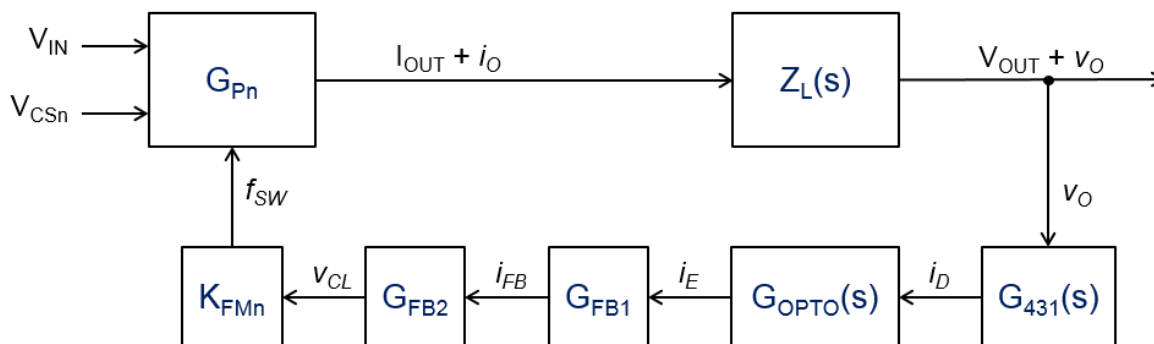 V_IN
V_CSn
G_Pn
I_OUT + i_O
Z_L(s)
V_OUT + v_O
f_SW
v_O
K_FMn
v_CL
G_FB2
i_FB
G_FB1
i_E
G_OPTO(s)
i_D
G_431(s)